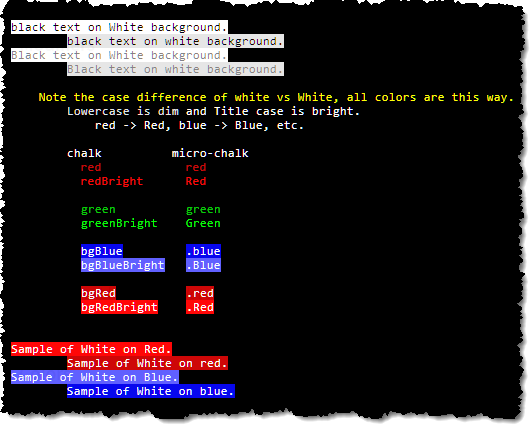 black text on White background.
black text on white background.
Black text on White background.
Black text on white background.
Note the case difference of white vs White, all colors are this way.
Lowercase is dim and Title case is bright.
red -> Red, blue -> Blue, etc.
chalk micro-chalk
red red
redBright Red
green green
greenBright Green
bgBlue .blue
bgBlueBright .Blue
bgRed .red
bgRedBright .Red
Sample of White on Red.
Sample of White on red.
Sample of White on Blue.
Sample of White on blue.